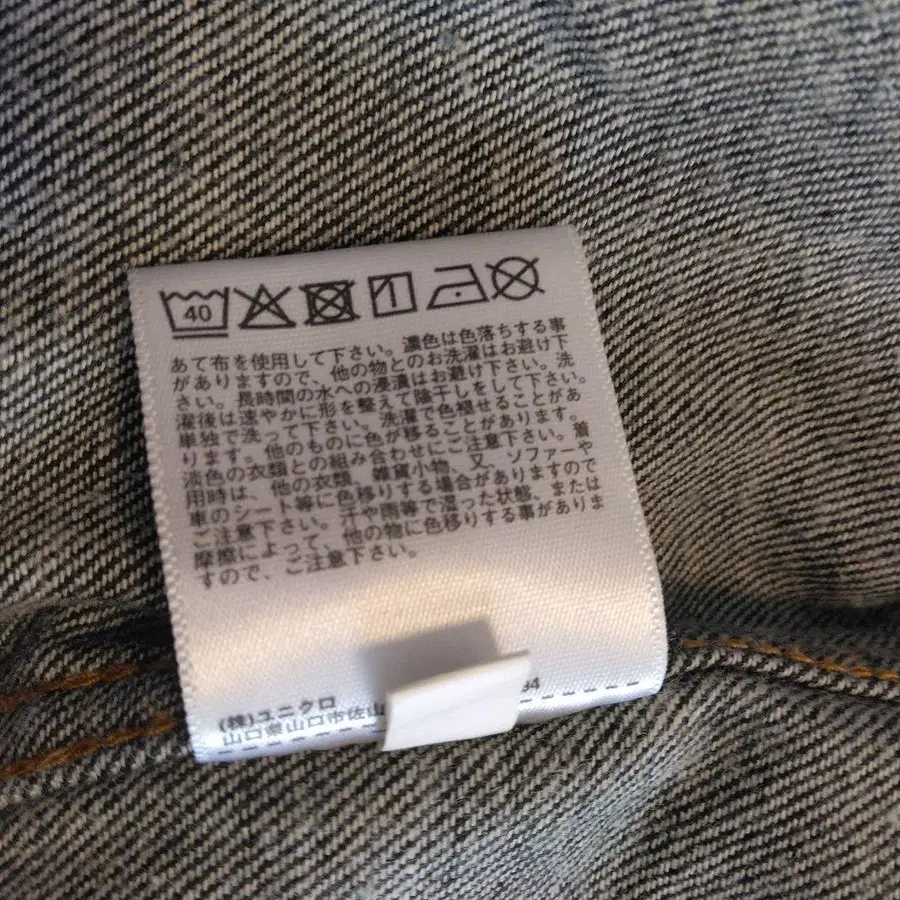 40
あて布を使用して下さい。濃色は色落ちする事
がありますので、他の物とのお洗濯はお避け下
さい。長時間の水への浸漬はお避け下さい。洗
濯後は速やかに形を整えて陰干しをして下さい。
単独で洗って下さい。洗濯で色褪せることがあ
ります。他のものに色が移ることがあります。
淡色の衣類との組み合わせにご注意下さい。着
用時は、他の衣類、雑貨小物、又、ソファーや
車のシート等に色移りする場合がありますので
ご注意下さい。汗や雨等で湿った状態、または
摩擦によって、他の物に色移りする事がありま
すので、ご注意下さい。
(株)ユニクロ
山口県山口市佐山 94